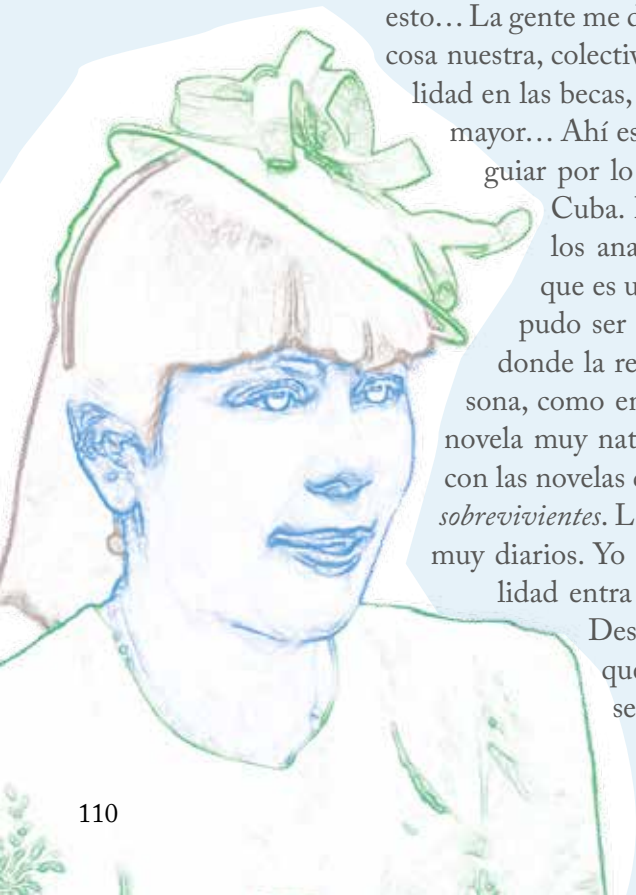 esto… La gente me d
cosa nuestra, colectiv
lidad en las becas,
mayor… Ahí es
guiar por lo
Cuba.
los ana
que es u
pudo ser
donde la re
sona, como en
novela muy nat
con las novelas
sobrevivientes. L
muy diarios. Yo
lidad entra
Des
que
se
110